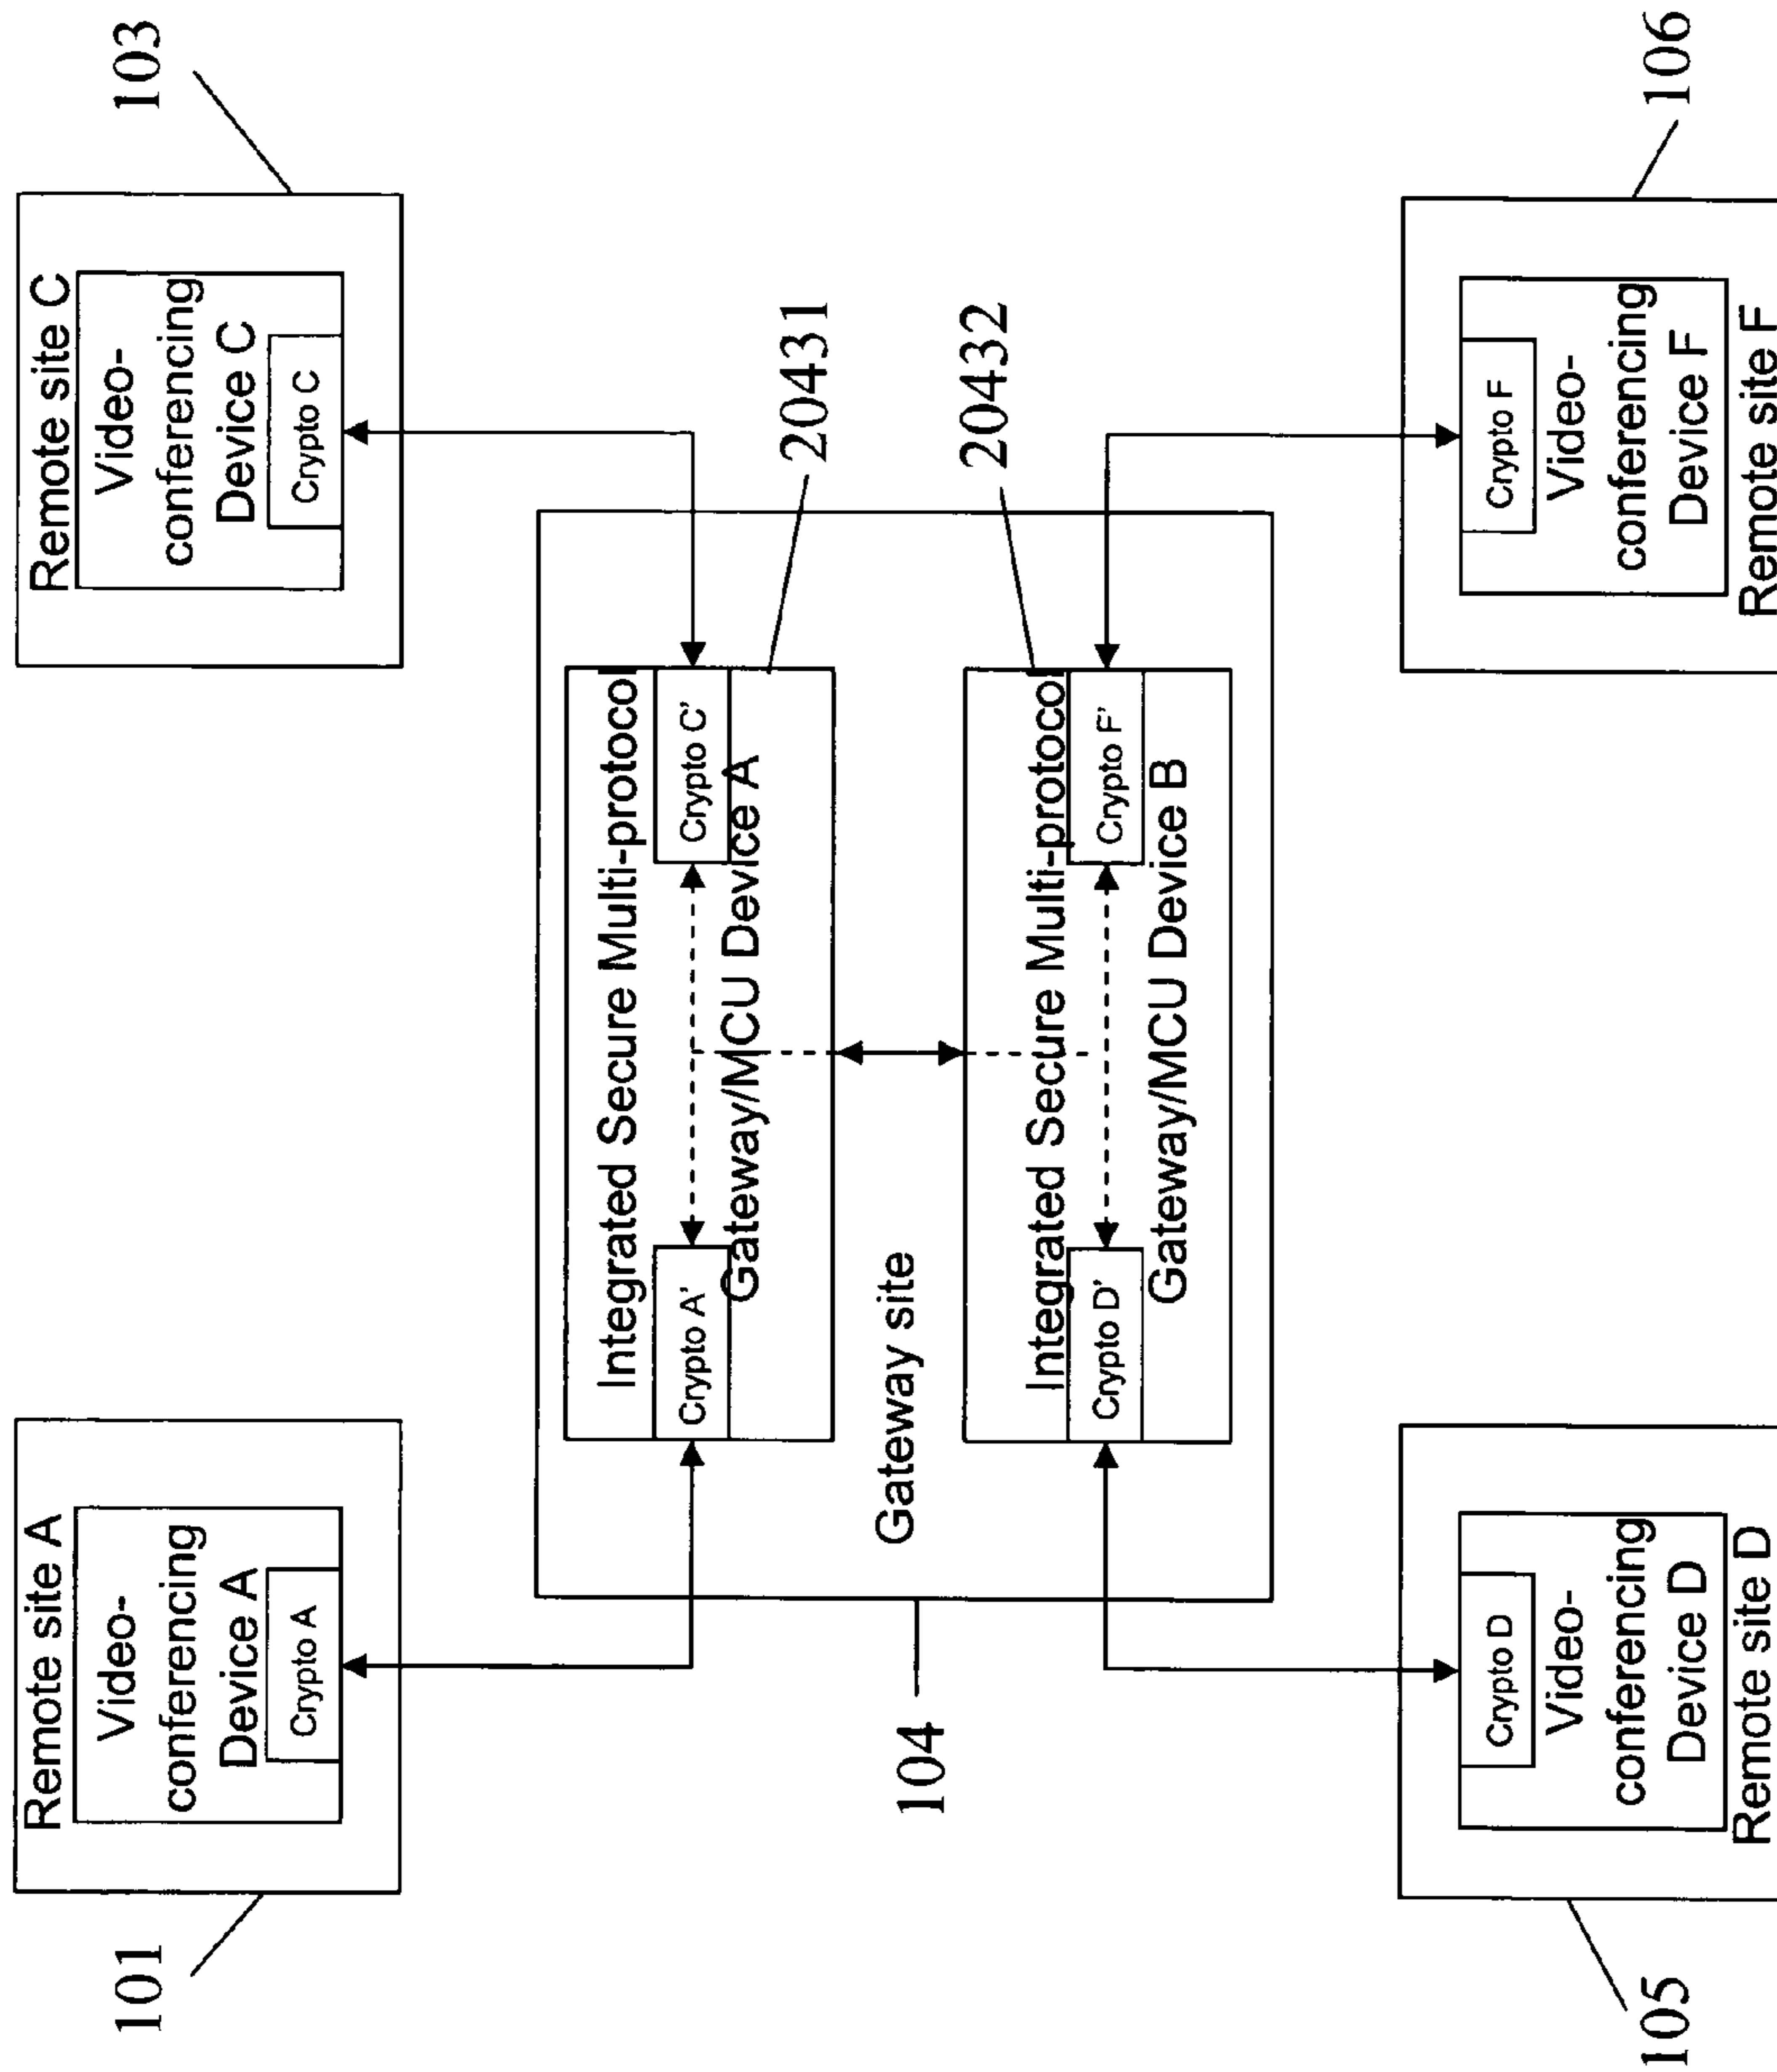 101
Remote site A
Video-
conferencing
Device A
Crypto A
Remote site C
Video-
conferencing
Device C
Crypto C
103
Integrated Secure Multi-protocol
Crypto A'
Crypto C'
Gateway/MCU Device A
20431
Gateway site
104
20432
Integrated Secure Multi-protocol
Crypto D'
Crypto F'
Gateway/MCU Device B
105
Crypto D
Video-
conferencing
Device D
Remote site D
Crypto F
Video-
conferencing
Device F
Remote site F
106